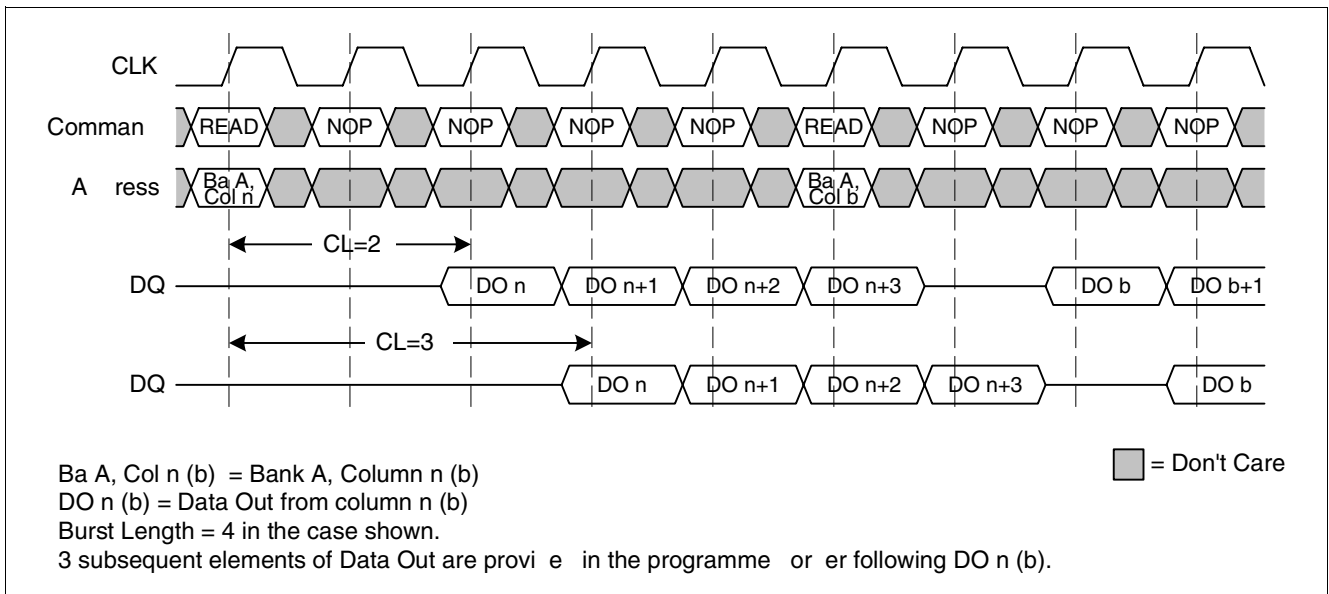 CLK
Comman READ NOP NOP NOP NOP READ NOP NOP NOP
A ress Ba A, Col n Ba A, Col b
CL=2
DQ DO n DO n+1 DO n+2 DO n+3 DO b DO b+1
CL=3
DQ DO n DO n+1 DO n+2 DO n+3 DO b
Ba A, Col n (b) = Bank A, Column n (b)
= Don't Care
DO n (b) = Data Out from column n (b)
Burst Length = 4 in the case shown.
3 subsequent elements of Data Out are provi e in the programme or er following DO n (b).